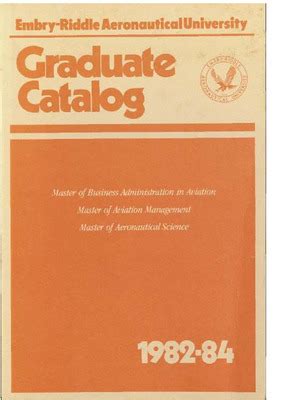 Embry-Riddle Aeronautical University
Graduate
Catalog
Master of Business Administration in Aviation
Master of Aviation Management
Master of Aeronautical Science
1982-84